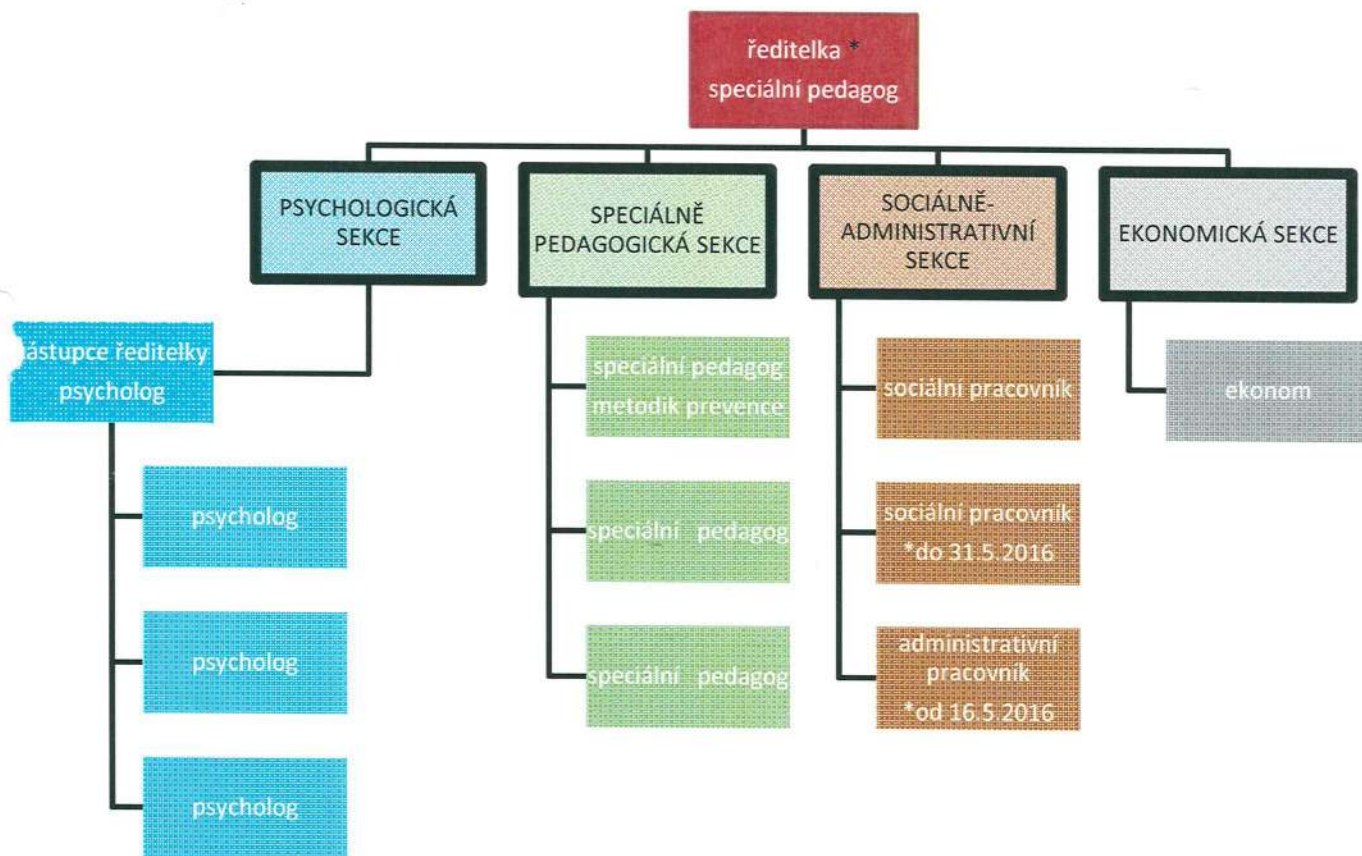 ředitelka *
speciální pedagog
PSYCHOLOGICKÁ
SEKCE
SPECIÁLNĚ
PEDAGOGICKÁ SEKCE
SOCIÁLNĚ-
ADMINISTRATIVNÍ
SEKCE
EKONOMICKÁ SEKCE
ástupce ředitelky
psycholog
psycholog
psycholog
psycholog
speciální pedagog
metodik prevence
speciální pedagog
speciální pedagog
sociální pracovník
sociální pracovník
*do 31.5.2016
administrativní
pracovník
*od 16.5.2016
ekonom